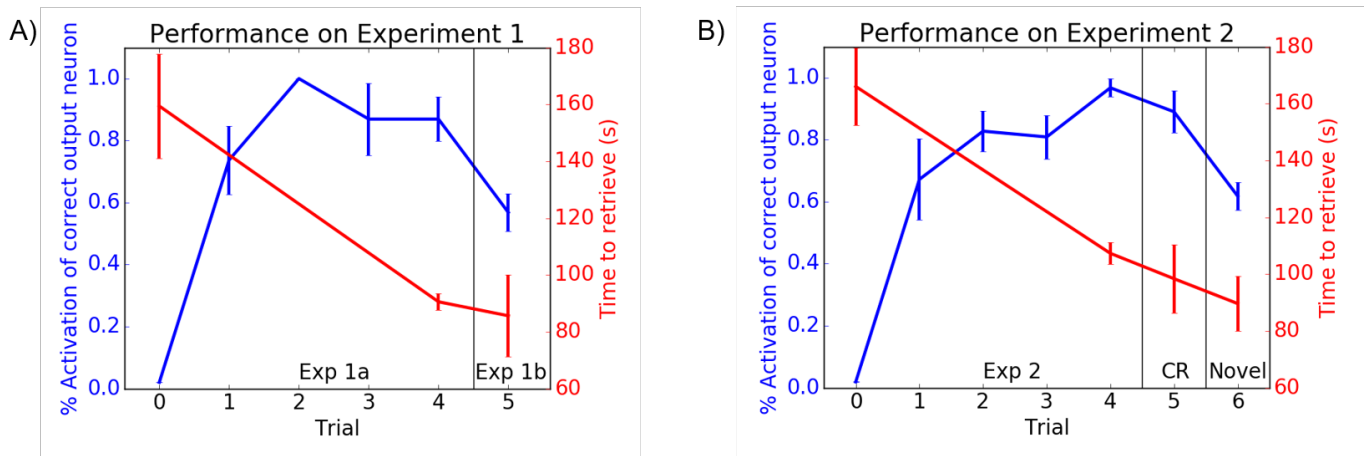 A)
Performance on Experiment 1
% Activation of correct output neuron
1.0
0.8
0.6
0.4
0.2
0.0
180
160
140
120
100
80
60
Time to retrieve (s)
Exp 1a
Exp 1b
0 1 2 3 4 5
Trial
B)
Performance on Experiment 2
% Activation of correct output neuron
1.0
0.8
0.6
0.4
0.2
0.0
180
160
140
120
100
80
60
Time to retrieve (s)
Exp 2
CR
Novel
0 1 2 3 4 5 6
Trial